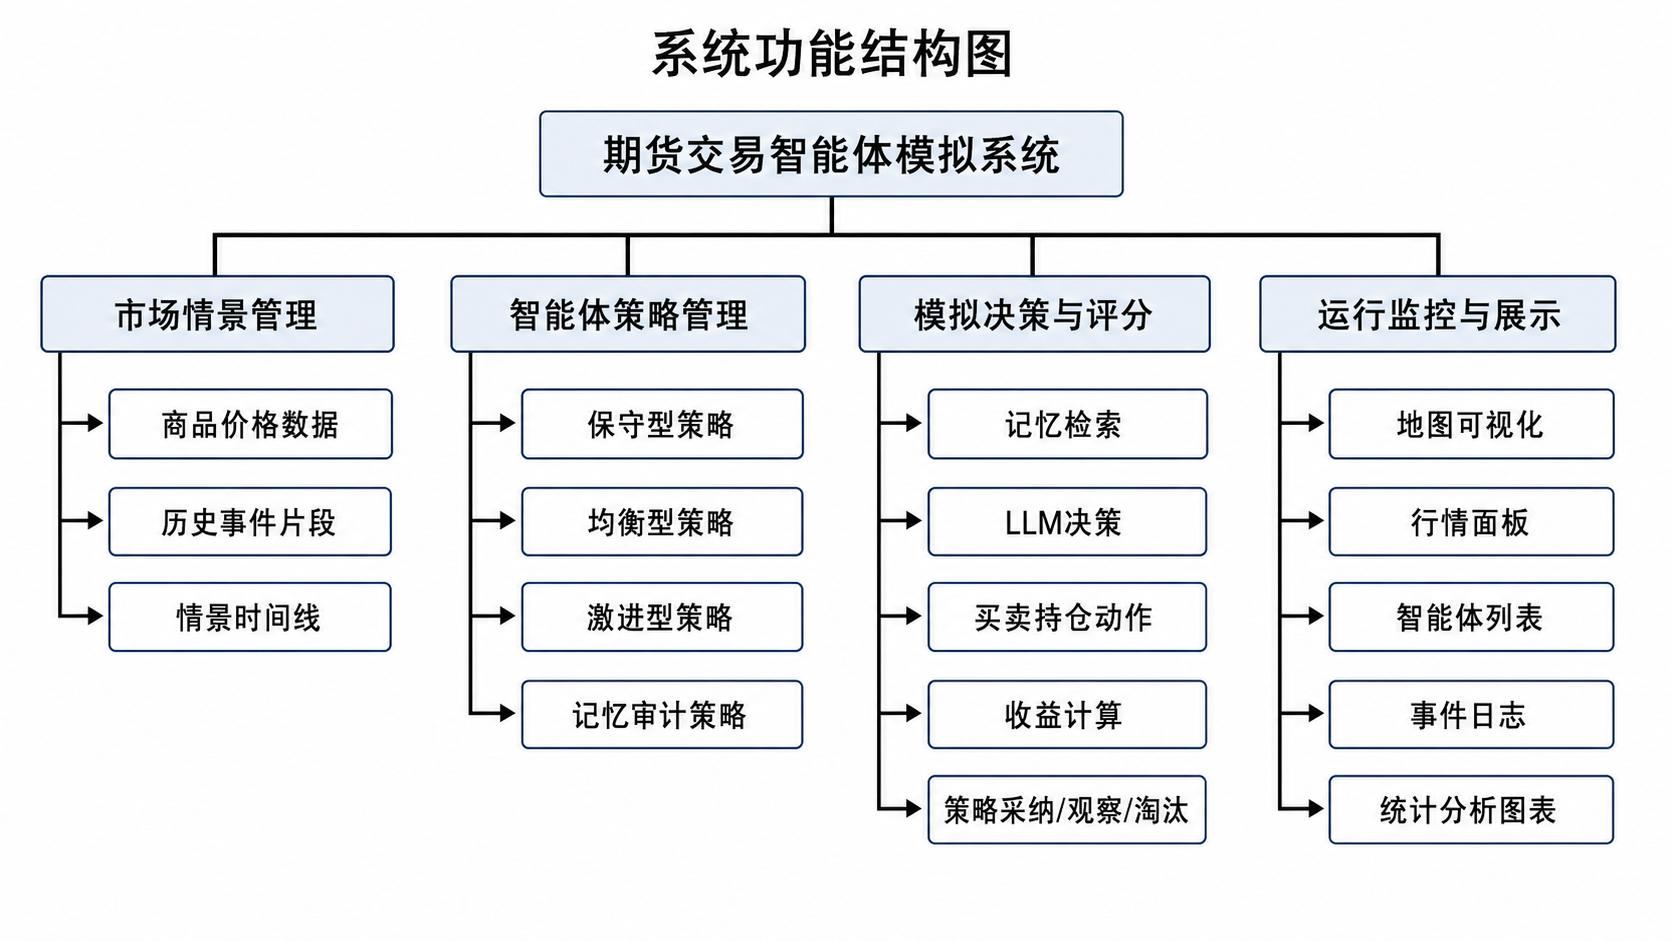 系统功能结构图
期货交易智能体模拟系统
市场情景管理
商品价格数据
历史事件片段
情景时间线
智能体策略管理
保守型策略
均衡型策略
激进型策略
记忆审计策略
模拟决策与评分
记忆检索
LLM决策
买卖持仓动作
收益计算
策略采纳/观察/淘汰
运行监控与展示
地图可视化
行情面板
智能体列表
事件日志
统计分析图表